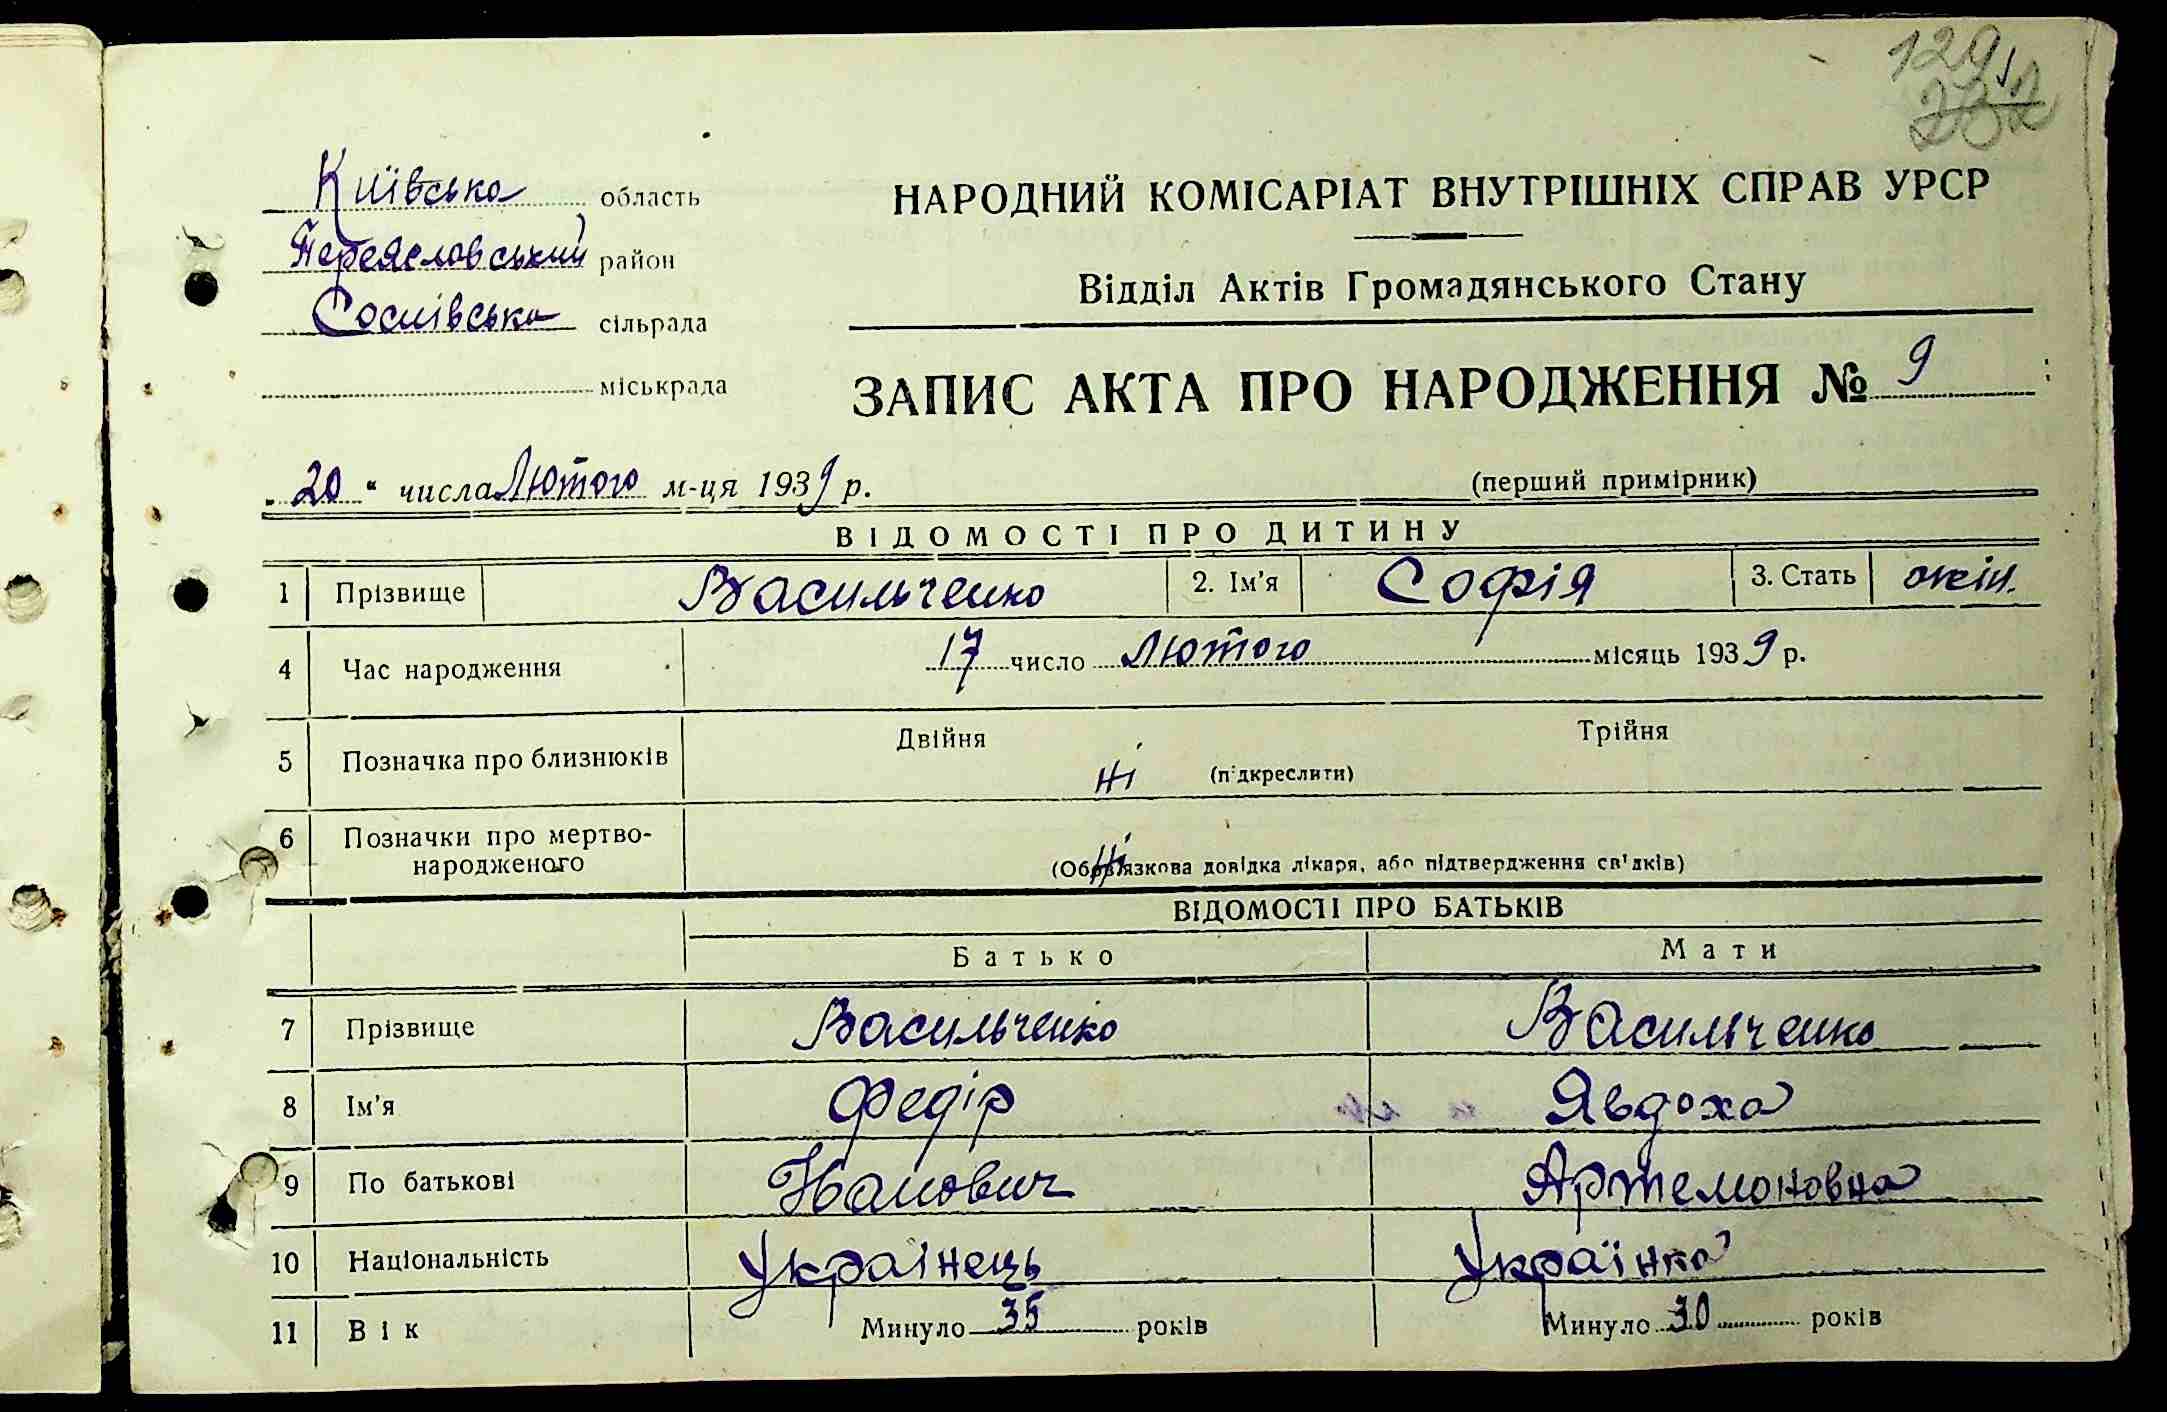 129
Київська область
Переяславський район
Сосн­івська сільрада
міськрада
НАРОДНИЙ КОМІСАРІАТ ВНУТРІШНІХ СПРАВ УРСР
Відділ Актів Громадянського Стану
ЗАПИС АКТА ПРО НАРОДЖЕННЯ № 9
„20“ числа Лютого м-ця 1939 р.
(перший примірник)
ВІДОМОСТІ ПРО ДИТИНУ
1 Прізвище Васильченко 2. Ім'я Софія 3. Стать жін.
4 Час народження 17 число Лютого місяць 1939 р.
5 Позначка про близнюків Двійня ні (підкреслити) Трійня
6 Позначки про мертво-
народженого ні
(Обов'язкова довідка лікаря, або підтвердження св'дків)
ВІДОМОСТІ ПРО БАТЬКІВ
Батько Мати
7 Прізвище Васильченко Васильченко
8 Ім'я Федір Явдоха
9 По батькові Артемоновна
10 Національність Українець Українка
11 Вік Минуло 35 років Минуло 30 років